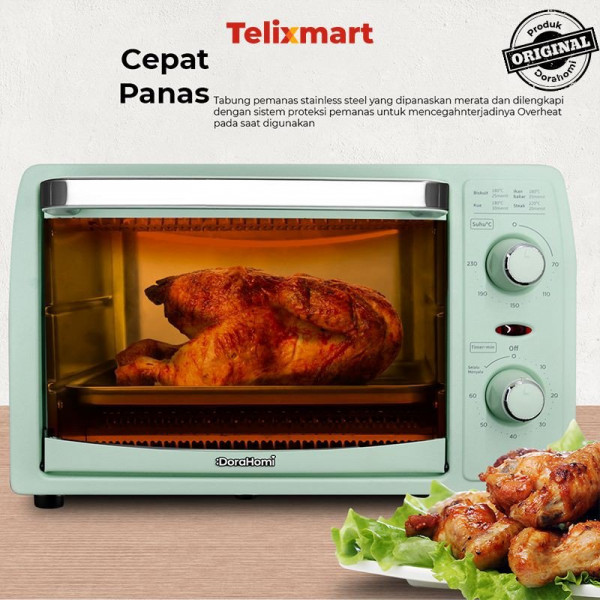 Telixmart
Produk
ORIGINAL
Dorahomi
Cepat
Panas
Tabung pemanas stainless steel yang dipanaskan merata dan dilengkapi
dengan sistem proteksi pemanas untuk mencegahnterjadinya Overheat
pada saat digunakan
Suhu°C
0
70
110
150
190
230
Off
0
10
20
30
40
50
60
:DoraHomi